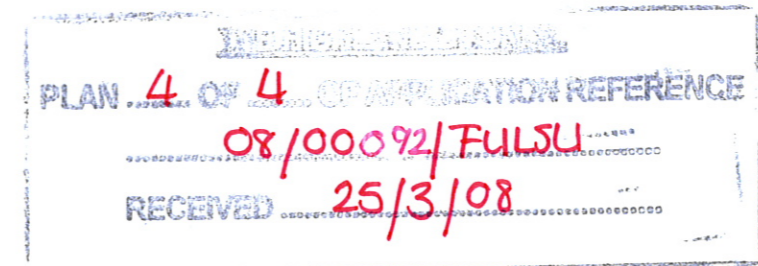 PLAN 4 OF 4 OF APPLICATION REFERENCE
08/00092/FULSU
RECEIVED 25/3/08